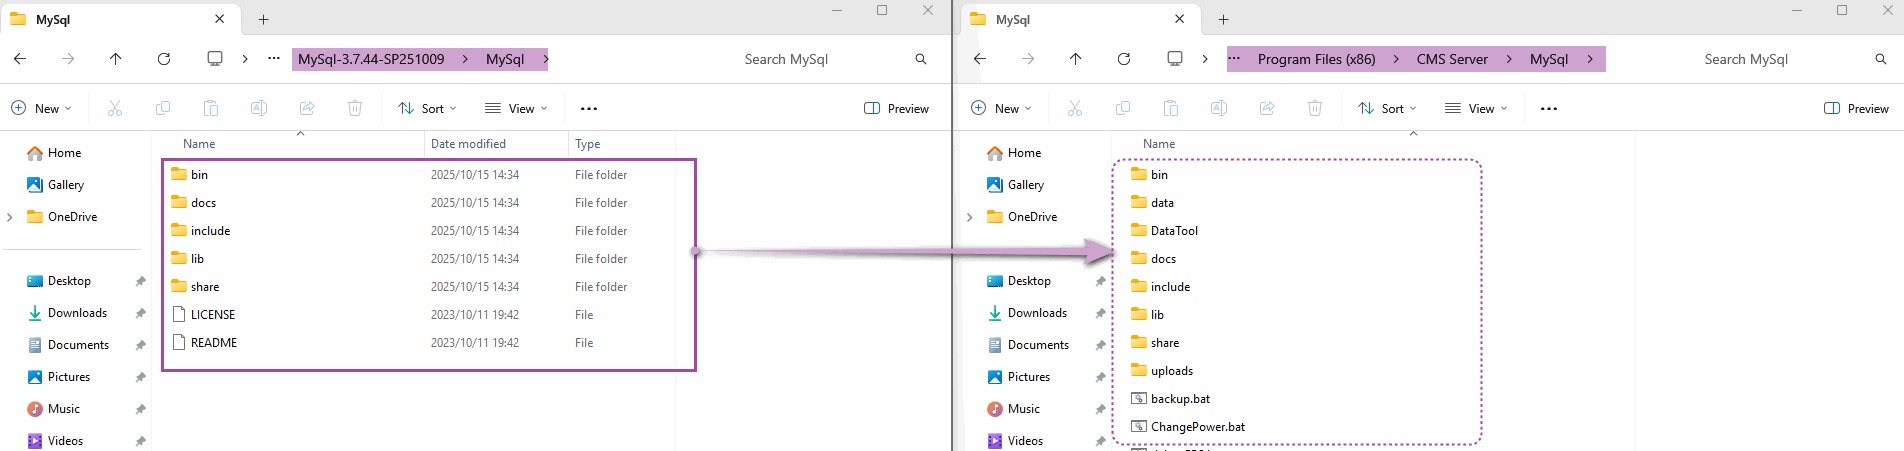 MySql
MySql-3.7.44-SP251009 > MySql >
Search MySql
New
Sort
View
Preview
Name
Date modified
Type
Home
Gallery
OneDrive
Desktop
Downloads
Documents
Pictures
Music
Videos
bin 2025/10/15 14:34 File folder
docs 2025/10/15 14:34 File folder
include 2025/10/15 14:34 File folder
lib 2025/10/15 14:34 File folder
share 2025/10/15 14:34 File folder
LICENSE 2023/10/11 19:42 File
README 2023/10/11 19:42 File
MySql
... Program Files (x86) > CMS Server > MySql >
Search MySql
New
Sort
View
Preview
Name
Home
Gallery
OneDrive
Desktop
Downloads
Documents
Pictures
Music
Videos
bin
data
DataTool
docs
include
lib
share
uploads
backup.bat
ChangePower.bat